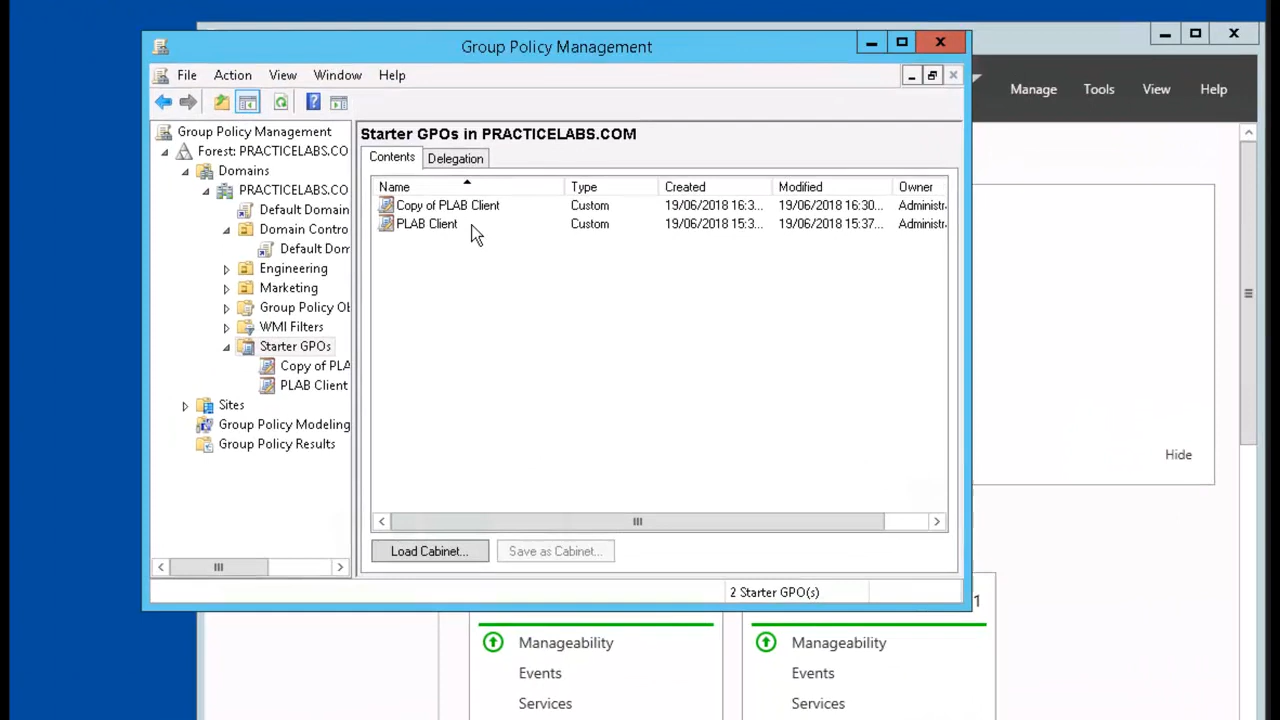 Group Policy Management
File Action View Window Help
Manage Tools View Help
Group Policy Management
Forest: PRACTICELABS.CO
Domains
PRACTICELABS.CO
Default Domain
Domain Contro
Default Dom
Engineering
Marketing
Group Policy Ob
WMI Filters
Starter GPOs
Copy of PLA
PLAB Client
Sites
Group Policy Modeling
Group Policy Results
Starter GPOs in PRACTICELABS.COM
Contents Delegation
Name Type Created Modified Owner
Copy of PLAB Client Custom 19/06/2018 16:3... 19/06/2018 16:30... Administr
PLAB Client Custom 19/06/2018 15:3... 19/06/2018 15:37... Administr
Hide
Load Cabinet... Save as Cabinet...
2 Starter GPO(s)
1
Manageability Manageability
Events Events
Services Services